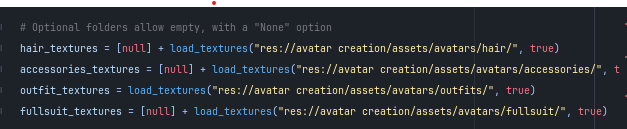 # Optional folders allow empty, with a "None" option
hair_textures = [null] + load_textures("res://avatar creation/assets/avatars/hair/", true)
accessories_textures = [null] + load_textures("res://avatar creation/assets/avatars/accessories/", t
outfit_textures = load_textures("res://avatar creation/assets/avatars/outfits/", true)
fullsuit_textures = [null] + load_textures("res://avatar creation/assets/avatars/fullsuit/", true)